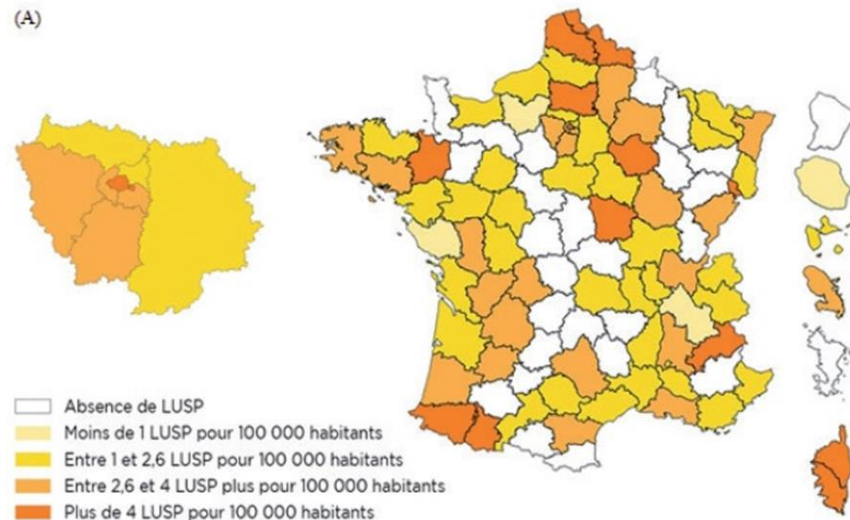 (A)
Absence de LUSP
Moins de 1 LUSP pour 100 000 habitants
Entre 1 et 2,6 LUSP pour 100 000 habitants
Entre 2,6 et 4 LUSP plus pour 100 000 habitants
Plus de 4 LUSP pour 100 000 habitants